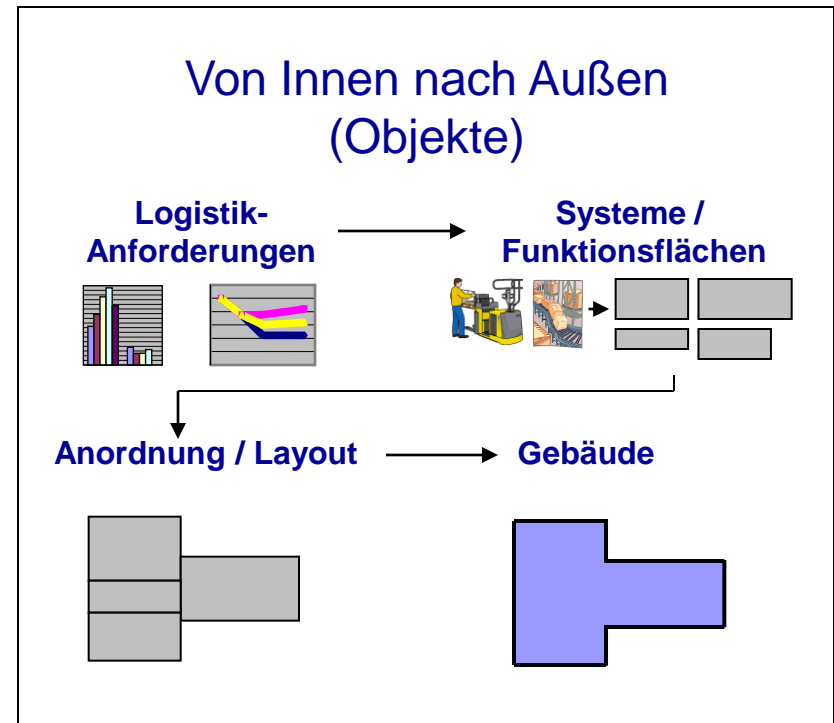 Von Innen nach Außen
(Objekte)
Logistik-
Anforderungen
Systeme /
Funktionsflächen
Anordnung / Layout
Gebäude